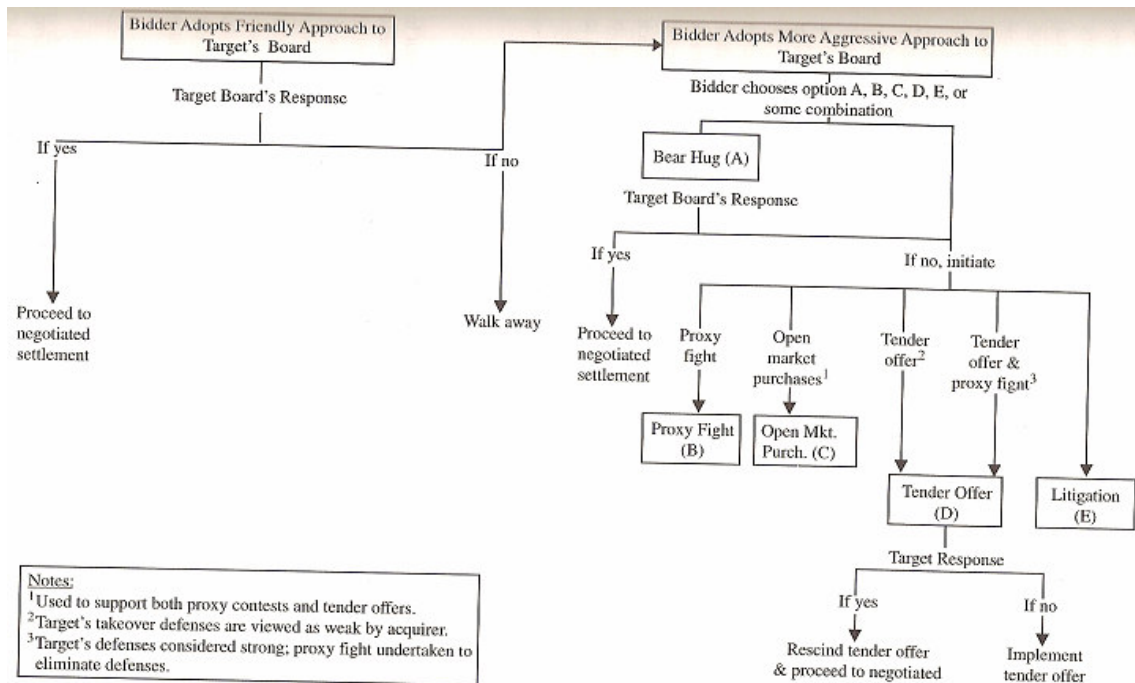 Bidder Adopts Friendly Approach to
Target's Board
Target Board's Response
If yes
If no
Proceed to
negotiated
settlement
Walk away
Bidder Adopts More Aggressive Approach to
Target's Board
Bidder chooses option A, B, C, D, E, or
some combination
Bear Hug (A)
Target Board's Response
If yes
If no, initiate
Proceed to
negotiated
settlement
Proxy
fight
Open
market
purchases¹
Tender
offer²
Tender
offer &
proxy fight³
Proxy Fight
(B)
Open Mkt.
Purch. (C)
Tender Offer
(D)
Litigation
(E)
Target Response
If yes
If no
Rescind tender offer
& proceed to negotiated
Implement
tender offer
Notes:
¹Used to support both proxy contests and tender offers.
²Target's takeover defenses are viewed as weak by acquirer.
³Target's defenses considered strong; proxy fight undertaken to
eliminate defenses.